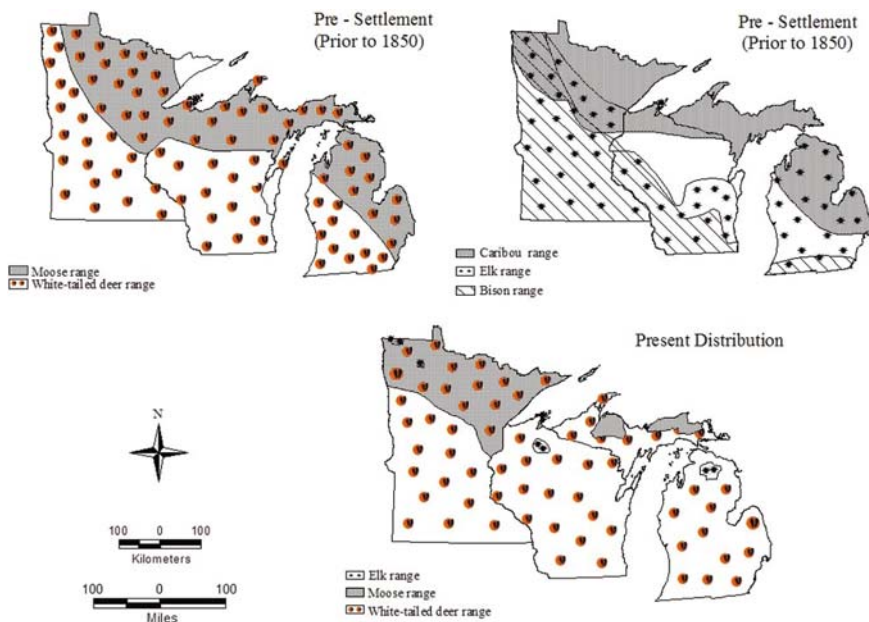 Pre - Settlement
(Prior to 1850)
Moose range
White-tailed deer range
Pre - Settlement
(Prior to 1850)
Caribou range
Elk range
Bison range
Present Distribution
N
100 0 100
Kilometers
100 0 100
Miles
Elk range
Moose range
White-tailed deer range